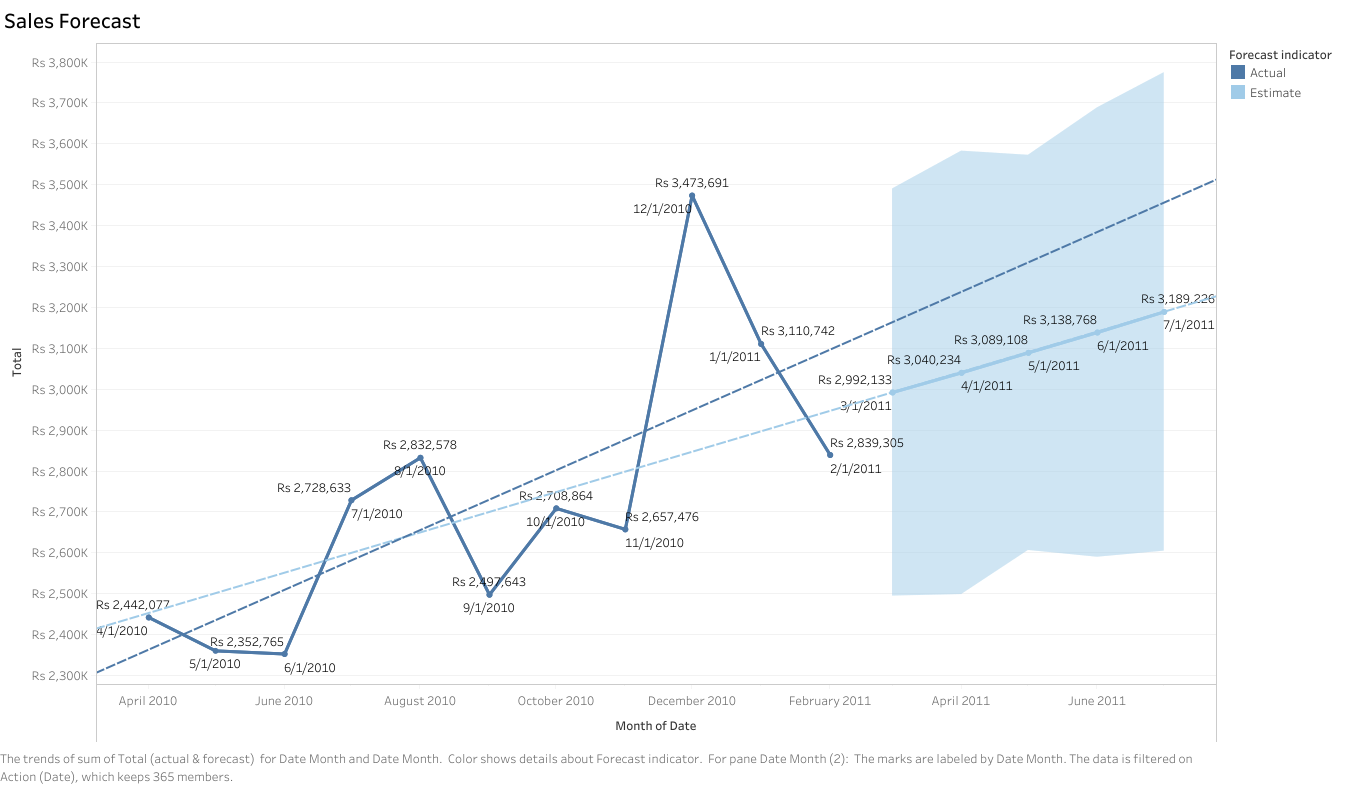 Sales Forecast
Forecast indicator
Actual
Estimate
Total
Rs 3,800K
Rs 3,700K
Rs 3,600K
Rs 3,500K
Rs 3,400K
Rs 3,300K
Rs 3,200K
Rs 3,100K
Rs 3,000K
Rs 2,900K
Rs 2,800K
Rs 2,700K
Rs 2,600K
Rs 2,500K
Rs 2,400K
Rs 2,300K
Rs 2,442,077
4/1/2010
5/1/2010
Rs 2,352,765
6/1/2010
Rs 2,728,633
7/1/2010
Rs 2,832,578
8/1/2010
Rs 2,497,643
9/1/2010
Rs 2,708,864
10/1/2010
Rs 2,657,476
11/1/2010
Rs 3,473,691
12/1/2010
Rs 3,110,742
1/1/2011
Rs 2,839,305
2/1/2011
Rs 2,992,133
3/1/2011
Rs 3,040,234
4/1/2011
Rs 3,089,108
5/1/2011
Rs 3,138,768
6/1/2011
Rs 3,189,226
7/1/2011
April 2010
June 2010
August 2010
October 2010
December 2010
February 2011
April 2011
June 2011
Month of Date
The trends of sum of Total (actual & forecast)  for Date Month and Date Month.  Color shows details about Forecast indicator.  For pane Date Month (2):  The marks are labeled by Date Month. The data is filtered on
Action (Date), which keeps 365 members.